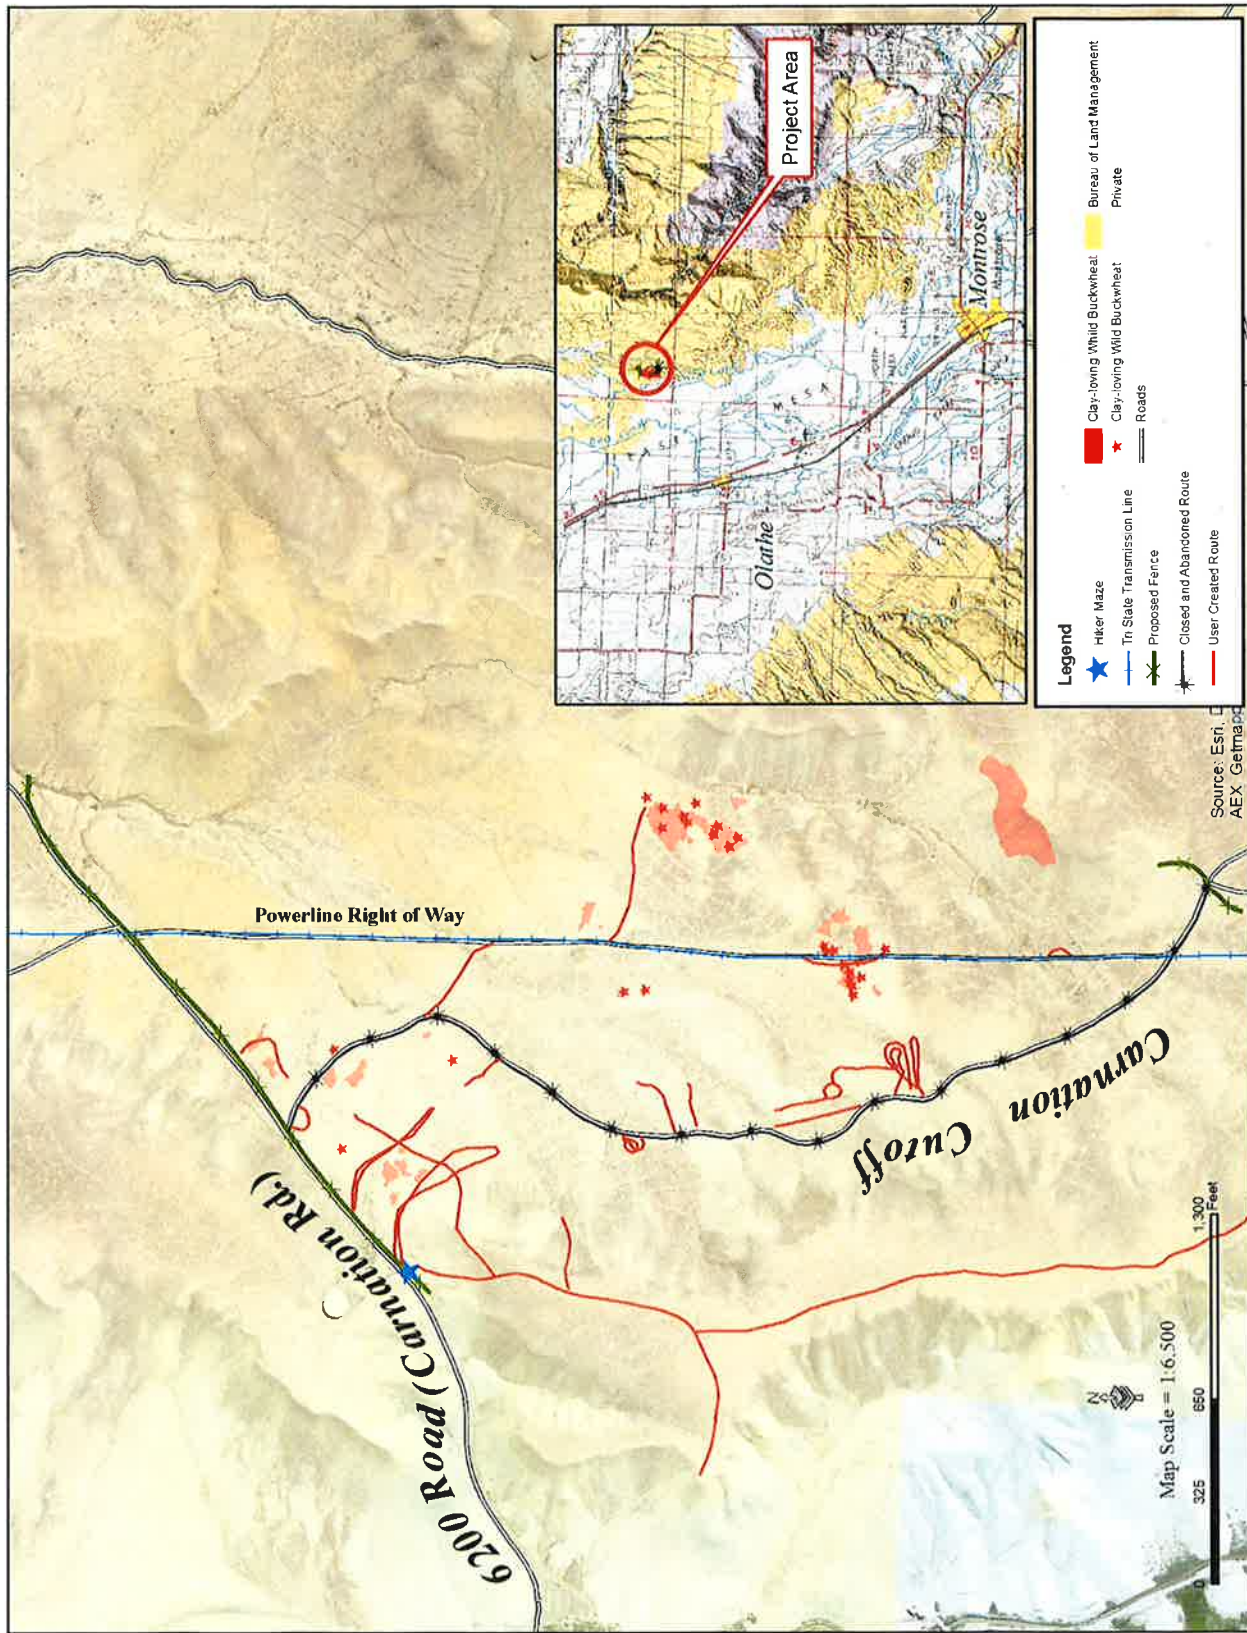 Powerline Right of Way
6200 Road (Carnation Rd.)
Carnation Cutoff
Project Area
Olathe
Montrose
MESA
Legend
Hiker Maze
Tri State Transmission Line
Proposed Fence
Closed and Abandoned Route
User Created Route
Clay-loving Whild Buckwheat
Clay-loving Wild Buckwheat
Roads
Bureau of Land Management
Private
N
Map Scale = 1:6,500
0 325 650 1,300
Feet
Source: Esri,
AEX, Getmapp